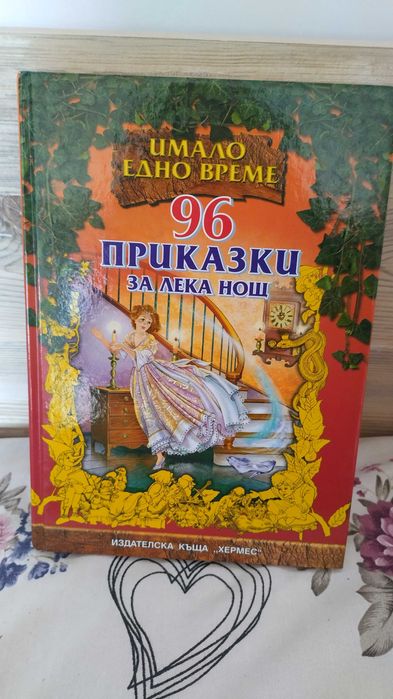 ИМАЛО
ЕДНО ВРЕМЕ
96
ПРИКАЗКИ
ЗА ЛЕКА НОЩ
ИЗДАТЕЛСКА КЪЩА „ХЕРМЕС“